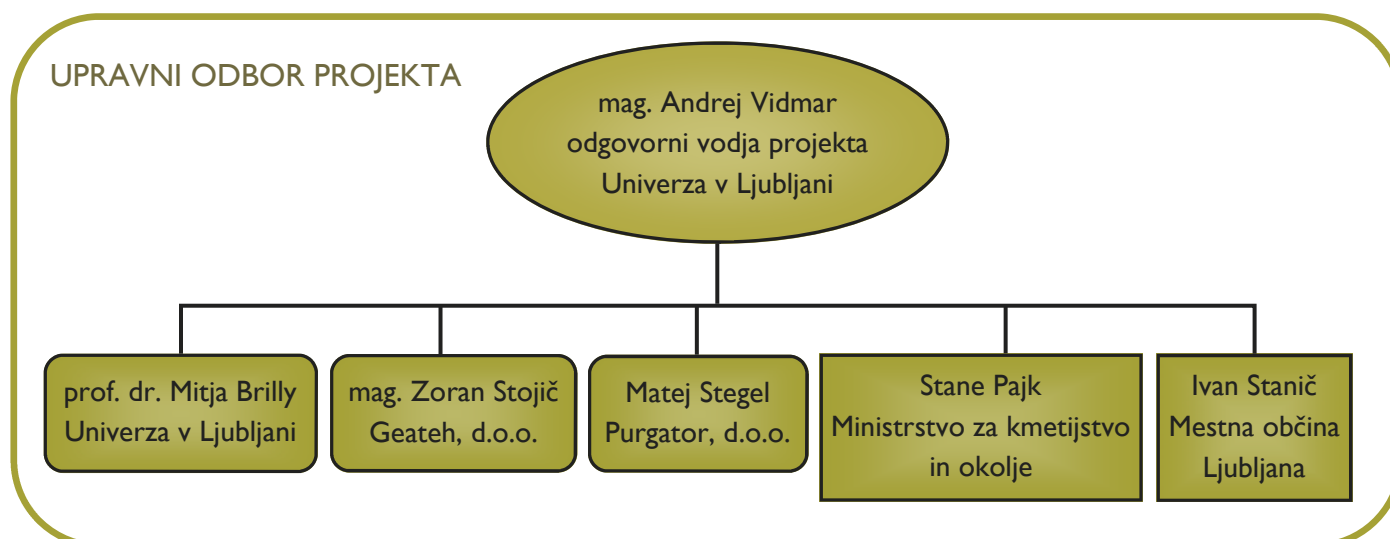 UPRAVNI ODBOR PROJEKTA
mag. Andrej Vidmar
odgovorni vodja projekta
Univerza v Ljubljani
prof. dr. Mitja Brilly
Univerza v Ljubljani
mag. Zoran Stojič
Geateh, d.o.o.
Matej Stegel
Purgator, d.o.o.
Stane Pajk
Ministrstvo za kmetijstvo
in okolje
Ivan Stanič
Mestna občina
Ljubljana